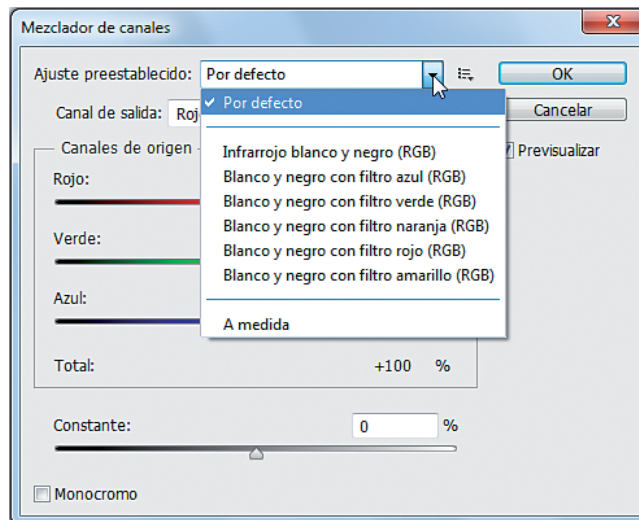 Mezclador de canales
Ajuste preestablecido: Por defecto
OK
Canal de salida: Roj
Por defecto
Cancelar
Canales de origen
Infrarrojo blanco y negro (RGB)
Previsualizar
Rojo:
Blanco y negro con filtro azul (RGB)
Blanco y negro con filtro verde (RGB)
Blanco y negro con filtro naranja (RGB)
Verde:
Blanco y negro con filtro rojo (RGB)
Blanco y negro con filtro amarillo (RGB)
Azul:
A medida
Total: +100 %
Constante: 0 %
Monocromo